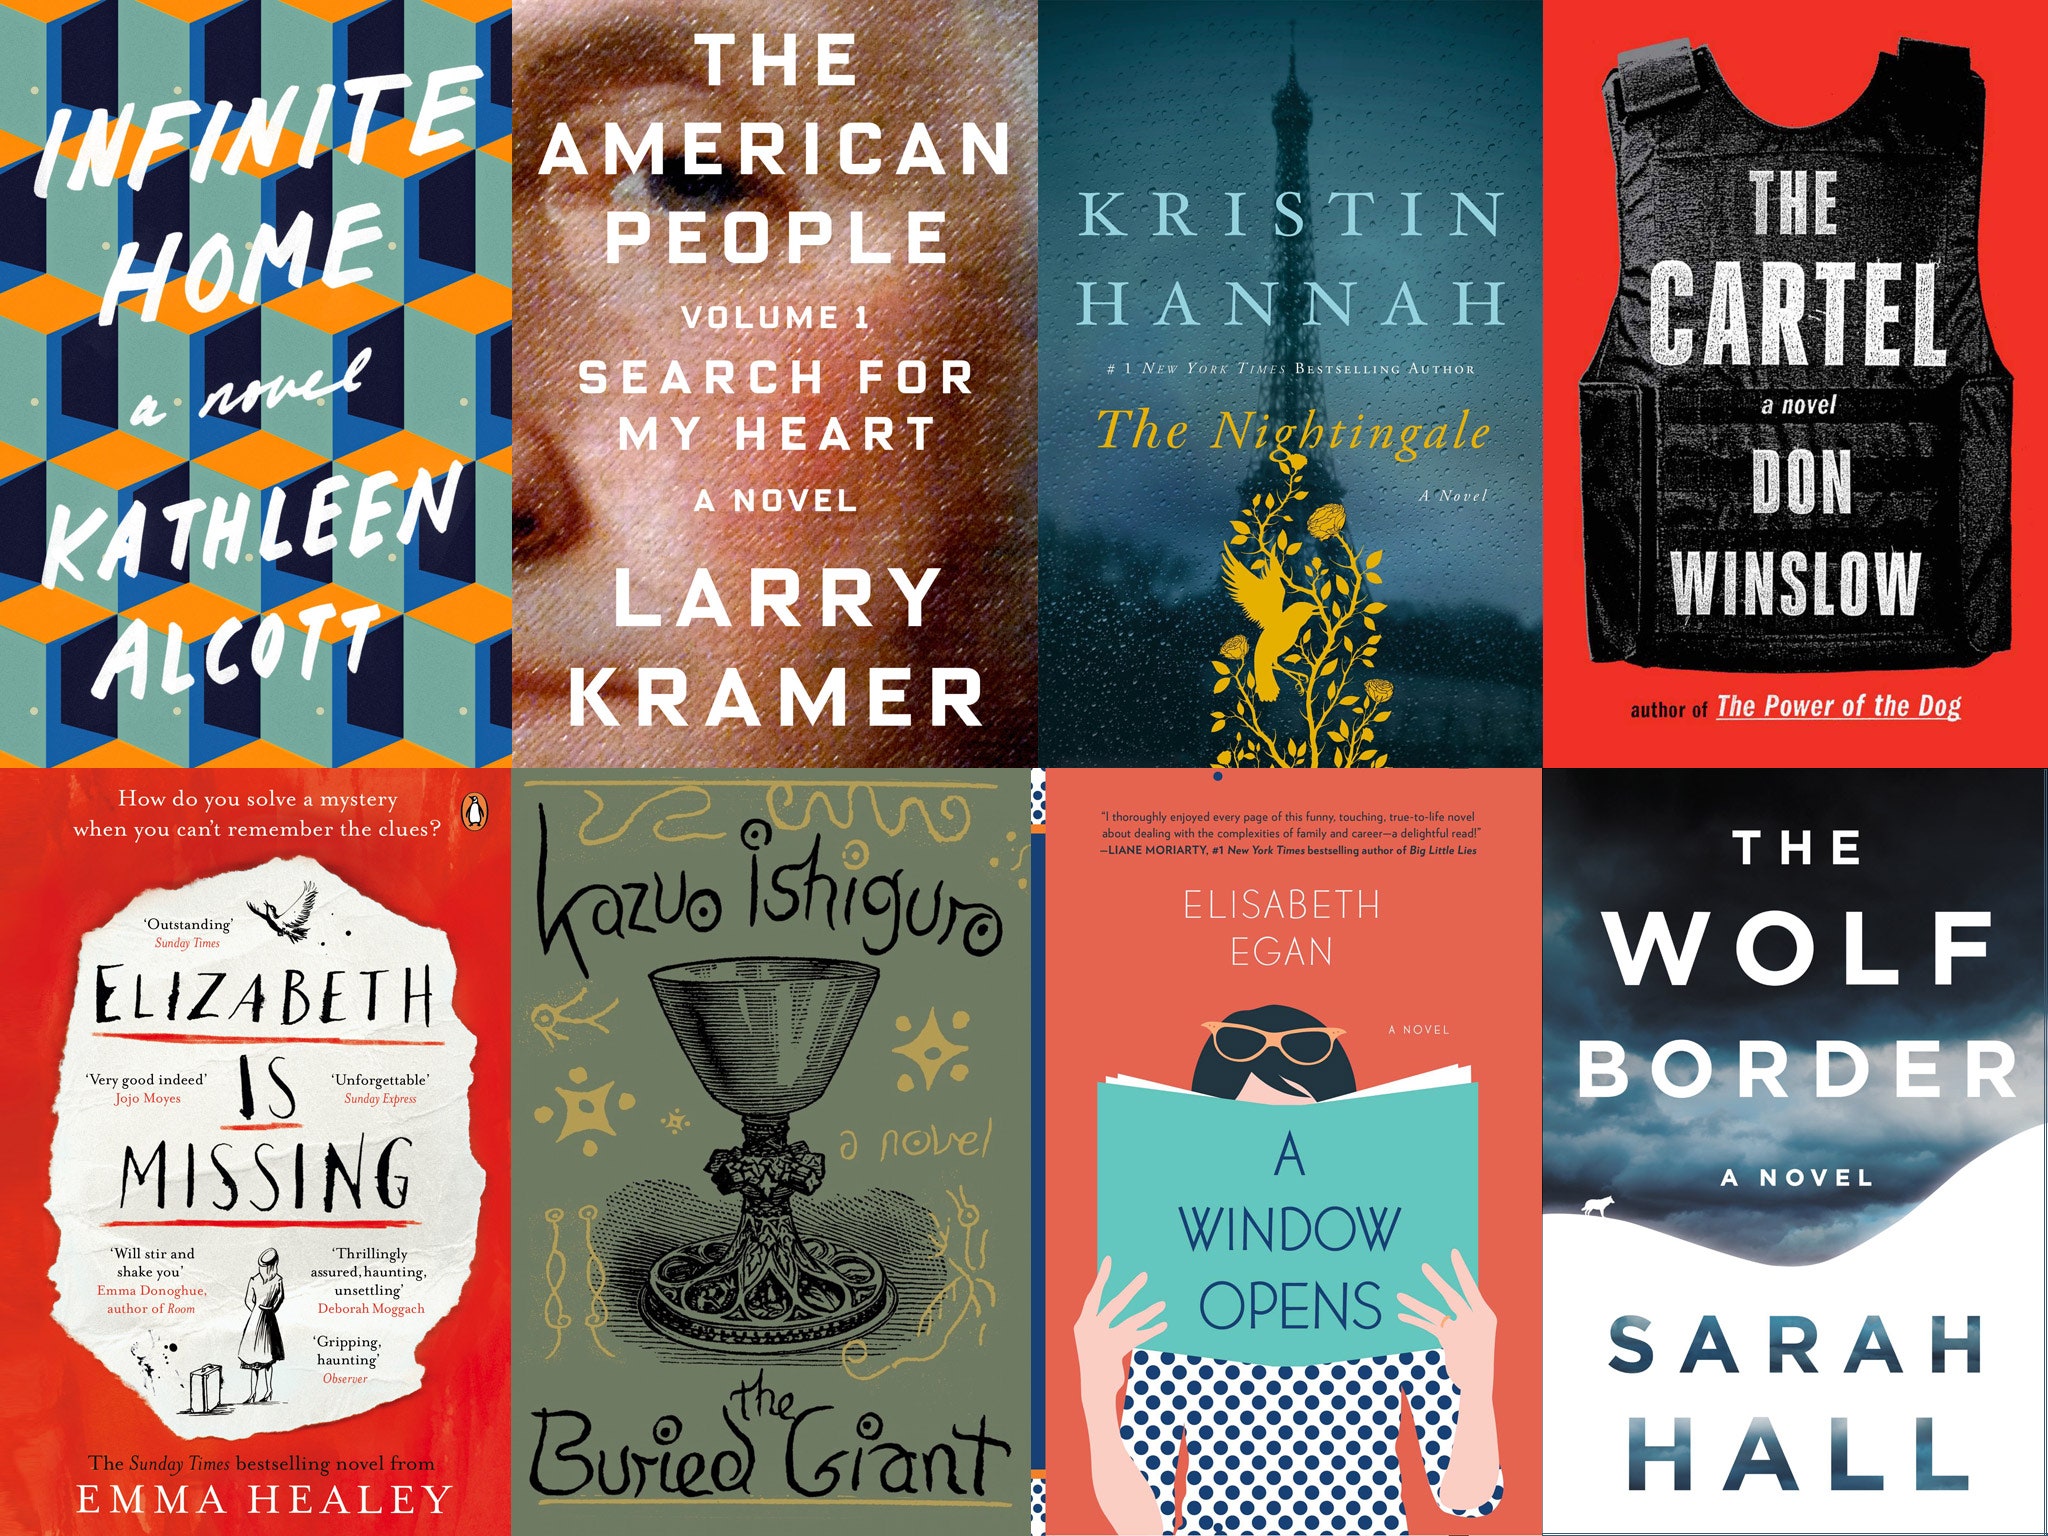 INFINITE
HOME
a novel
KATHLEEN
ALCOTT
THE
AMERICAN
PEOPLE
VOLUME 1
SEARCH FOR
MY HEART
A NOVEL
LARRY
KRAMER
KRISTIN
HANNAH
# 1 NEW YORK TIMES BESTSELLING AUTHOR
The Nightingale
A Novel
THE
CARTEL
a novel
DON
WINSLOW
author of The Power of the Dog
How do you solve a mystery
when you can't remember the clues?
'Outstanding'
Sunday Times
ELIZABETH
IS
MISSING
'Very good indeed'
Jojo Moyes
'Unforgettable'
Sunday Express
'Will stir and
shake you'
Emma Donoghue,
author of Room
'Thrillingly
assured, haunting,
unsettling'
Deborah Moggach
'Gripping,
haunting'
Observer
The Sunday Times bestselling novel from
EMMA HEALEY
Kazuo Ishiguro
a novel
the
Buried Giant
"I thoroughly enjoyed every page of this funny, touching, true-to-life novel
about dealing with the complexities of family and career—a delightful read!"
—LIANE MORIARTY, #1 New York Times bestselling author of Big Little Lies
ELISABETH
EGAN
A NOVEL
A
WINDOW
OPENS
THE
WOLF
BORDER
A NOVEL
SARAH
HALL